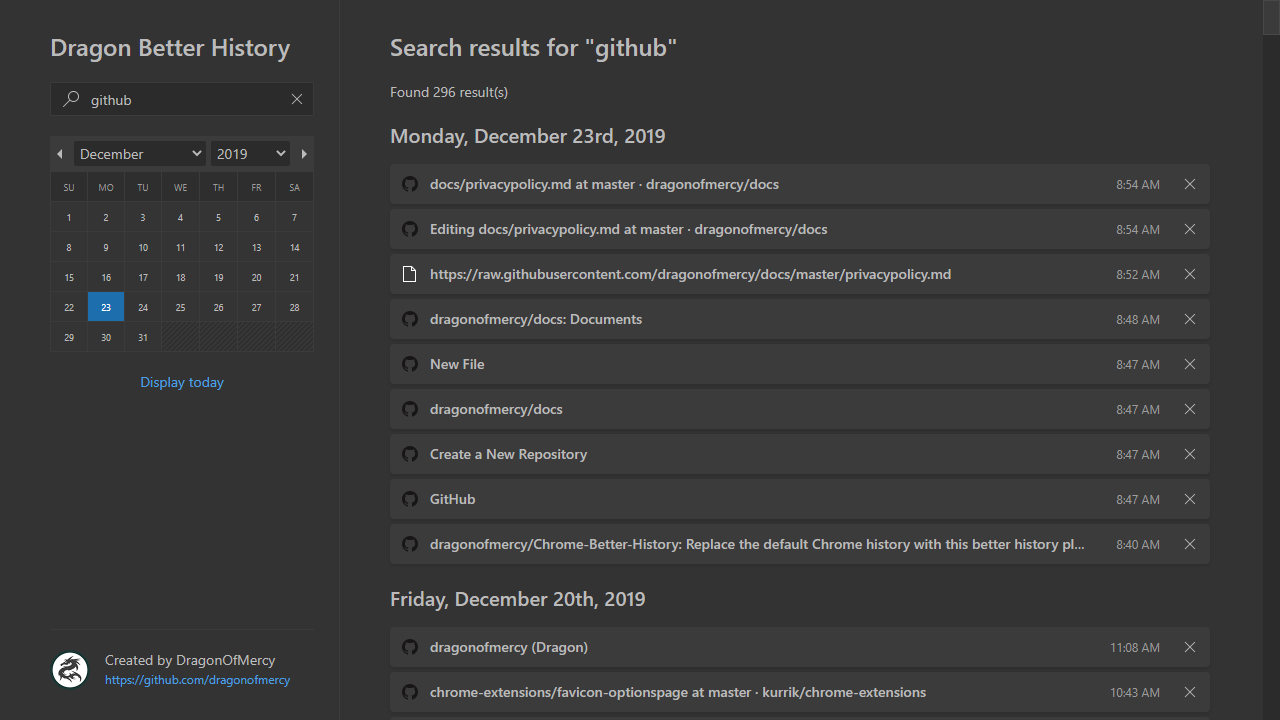 Dragon Better History
github
December 2019
SU MO TU WE TH FR SA
1 2 3 4 5 6 7
8 9 10 11 12 13 14
15 16 17 18 19 20 21
22 23 24 25 26 27 28
29 30 31
Display today
Created by DragonOfMercy
https://github.com/dragonofmercy
Search results for "github"
Found 296 result(s)
Monday, December 23rd, 2019
docs/privacypolicy.md at master · dragonofmercy/docs 8:54 AM
Editing docs/privacypolicy.md at master · dragonofmercy/docs 8:54 AM
https://raw.githubusercontent.com/dragonofmercy/docs/master/privacypolicy.md 8:52 AM
dragonofmercy/docs: Documents 8:48 AM
New File 8:47 AM
dragonofmercy/docs 8:47 AM
Create a New Repository 8:47 AM
GitHub 8:47 AM
dragonofmercy/Chrome-Better-History: Replace the default Chrome history with this better history pl... 8:40 AM
Friday, December 20th, 2019
dragonofmercy (Dragon) 11:08 AM
chrome-extensions/favicon-optionspage at master · kurrik/chrome-extensions 10:43 AM